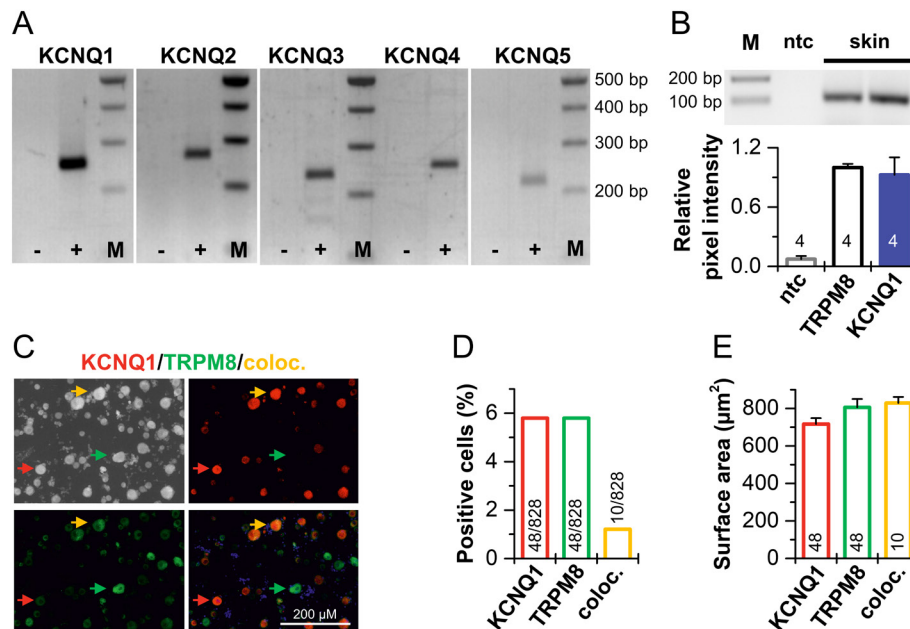 A
KCNQ1 KCNQ2 KCNQ3 KCNQ4 KCNQ5
500 bp
400 bp
300 bp
200 bp
- + M - + M - + M - + - + M
B
M ntc skin
200 bp
100 bp
Relative
pixel intensity
1.2
0.6
0.0
4 4 4
ntc TRPM8 KCNQ1
C
KCNQ1/TRPM8/coloc.
200 µM
D
Positive cells (%)
6
4
2
0
48/828 48/828 10/828
KCNQ1 TRPM8 coloc.
E
Surface area (µm²)
800
600
400
200
0
48 48 10
KCNQ1 TRPM8 coloc.